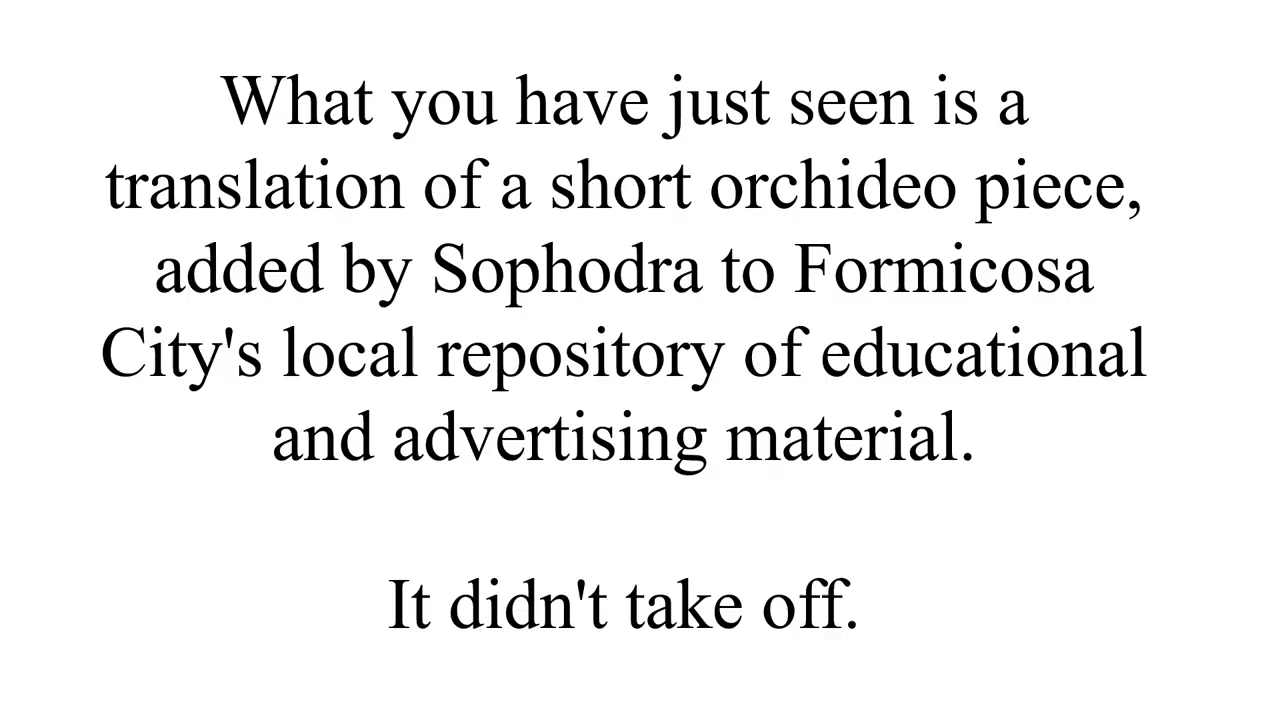 What you have just seen is a
translation of a short orchideo piece,
added by Sophodra to Formicosa
City's local repository of educational
and advertising material.
It didn't take off.